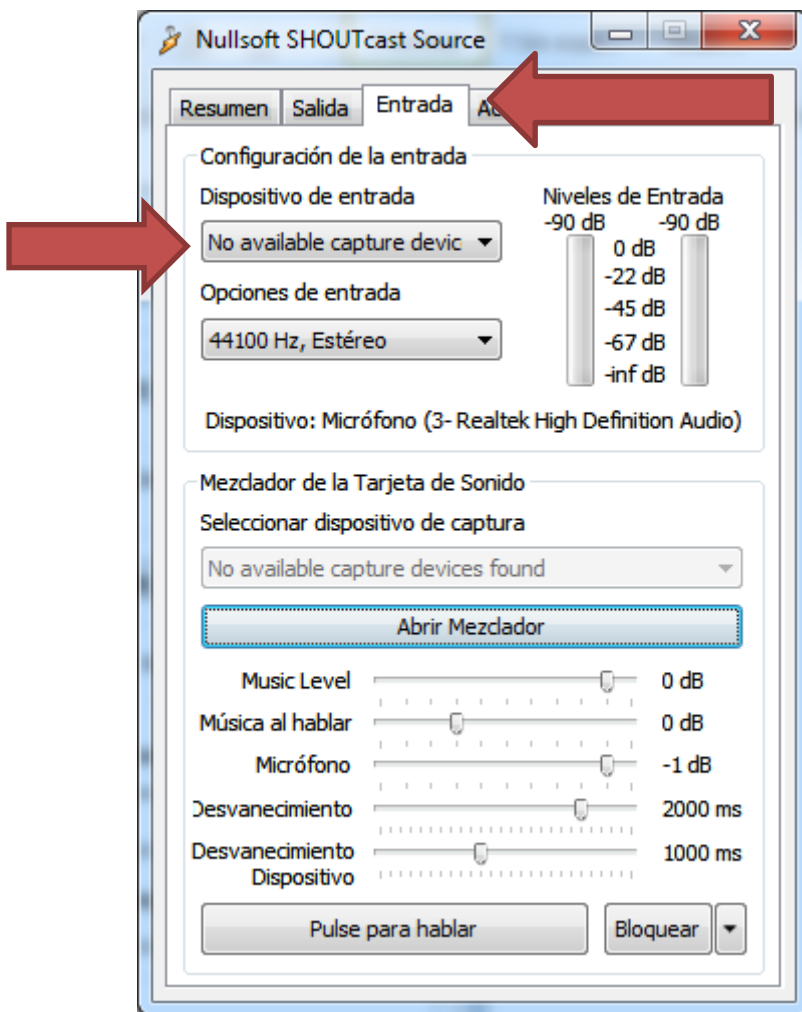 Nullsoft SHOUTcast Source
Resumen Salida Entrada
Configuración de la entrada
Dispositivo de entrada Niveles de Entrada
-90 dB -90 dB
No available capture devic
0 dB
-22 dB
Opciones de entrada
-45 dB
44100 Hz, Estéreo
-67 dB
-inf dB
Dispositivo: Micrófono (3- Realtek High Definition Audio)
Mezclador de la Tarjeta de Sonido
Seleccionar dispositivo de captura
No available capture devices found
Abrir Mezclador
Music Level 0 dB
Música al hablar 0 dB
Micrófono -1 dB
Desvanecimiento 2000 ms
Desvanecimiento 1000 ms
Dispositivo
Pulse para hablar Bloquear